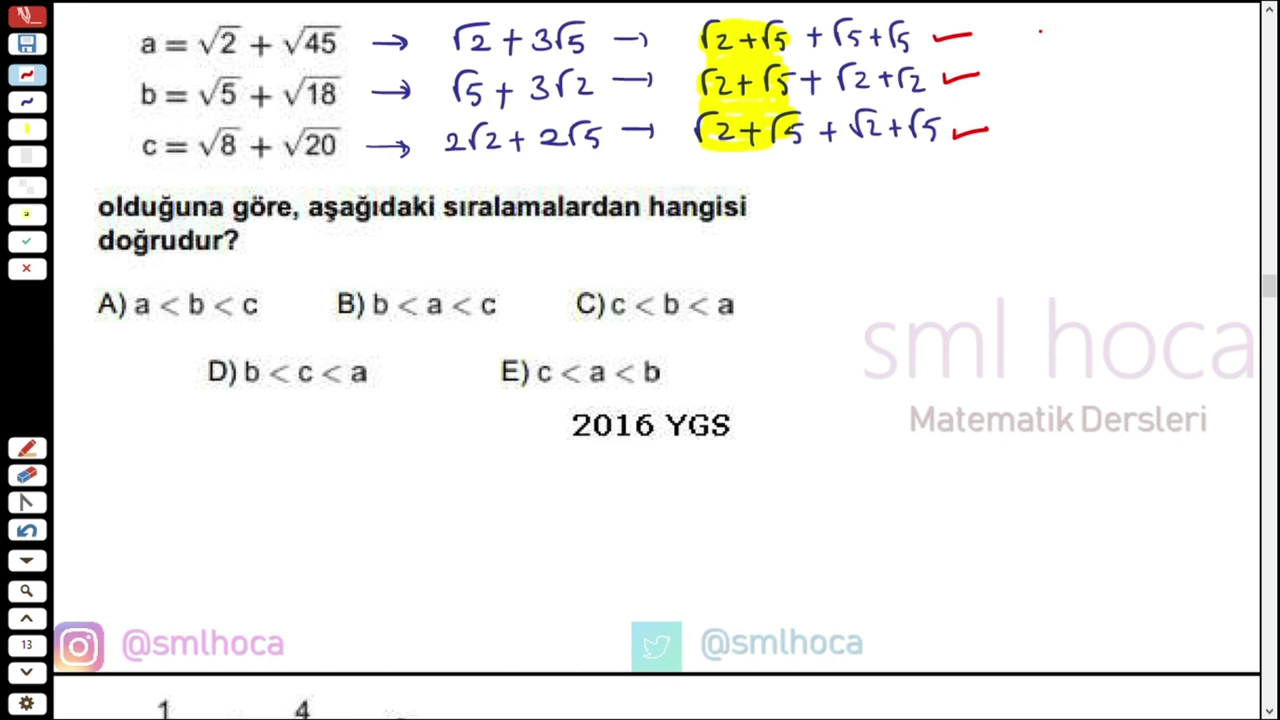 a = √2 + √45 → √2 + 3√5 → √2 + √5 + √5 + √5 ✓
b = √5 + √18 → √5 + 3√2 → √2 + √5 + √2 + √2 ✓
c = √8 + √20 → 2√2 + 2√5 → √2 + √5 + √2 + √5 ✓
olduğuna göre, aşağıdaki sıralamalardan hangisi
doğrudur?
A) a < b < c B) b < a < c C) c < b < a
D) b < c < a E) c < a < b
2016 YGS
sml hoca
Matematik Dersleri
@smlhoca @smlhoca
13
1 4